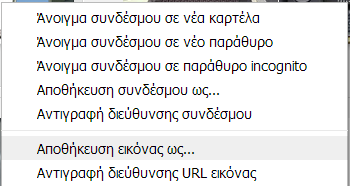 Άνοιγμα συνδέσμου σε νέα καρτέλα
Άνοιγμα συνδέσμου σε νέο παράθυρο
Άνοιγμα συνδέσμου σε παράθυρο incognito
Αποθήκευση συνδέσμου ως...
Αντιγραφή διεύθυνσης συνδέσμου
Αποθήκευση εικόνας ως...
Αντιγραφή διεύθυνσης URL εικόνας